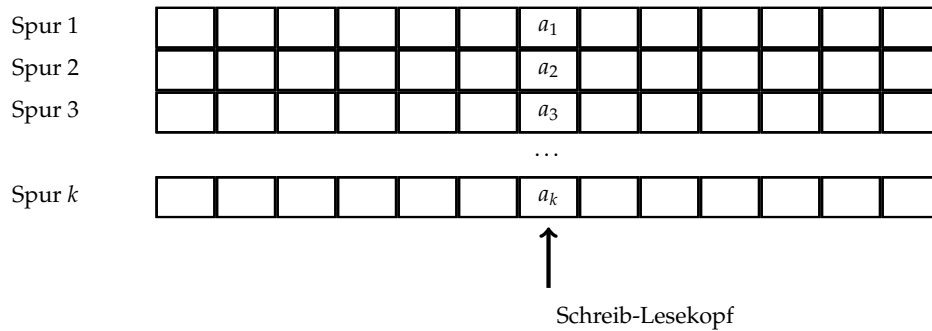 Spur 1 a₁
Spur 2 a₂
Spur 3 a₃
...
Spur k aₖ
Schreib-Lesekopf